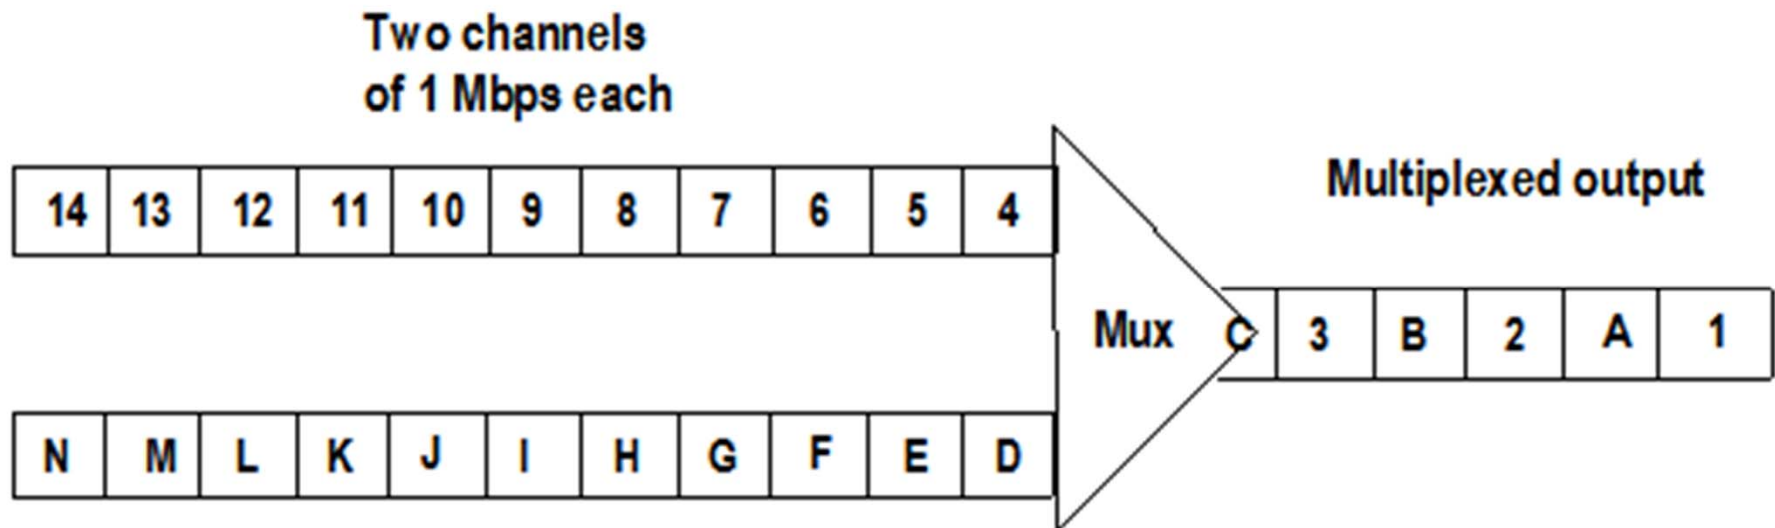 Two channels
of 1 Mbps each
14 13 12 11 10 9 8 7 6 5 4
Multiplexed output
Mux C 3 B 2 A 1
N M L K J I H G F E D